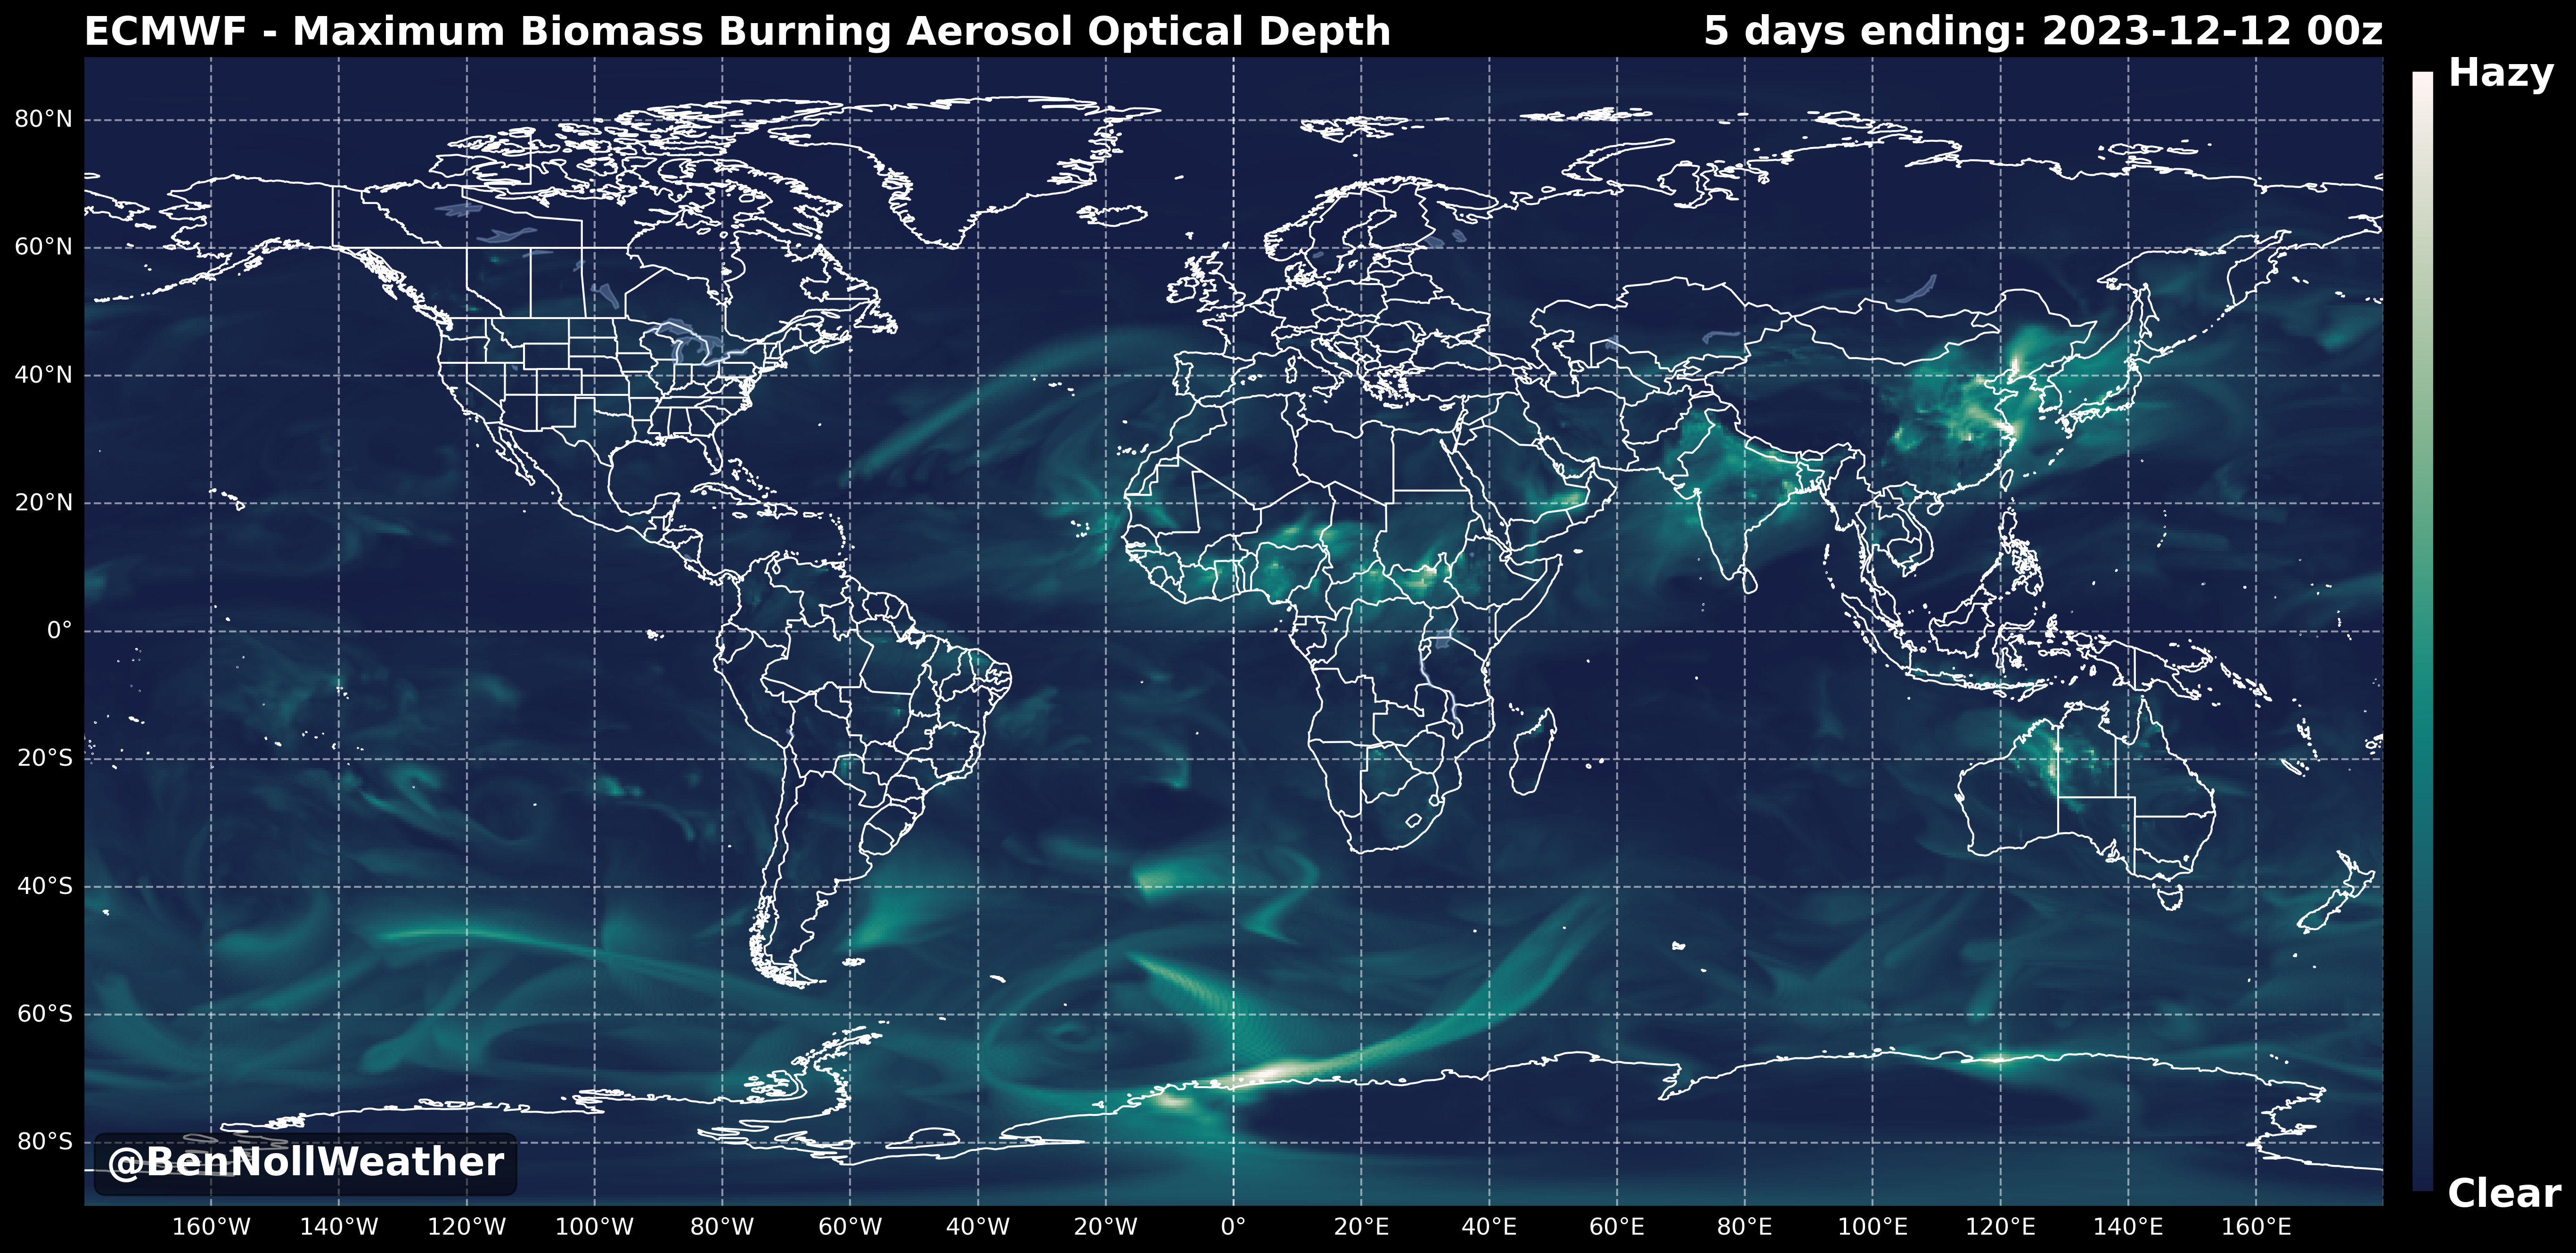 ECMWF - Maximum Biomass Burning Aerosol Optical Depth
5 days ending: 2023-12-12 00z
Hazy
80°N
60°N
40°N
20°N
0°
20°S
40°S
60°S
80°S
@BenNollWeather
Clear
160°W 140°W 120°W 100°W 80°W 60°W 40°W 20°W 0° 20°E 40°E 60°E 80°E 100°E 120°E 140°E 160°E